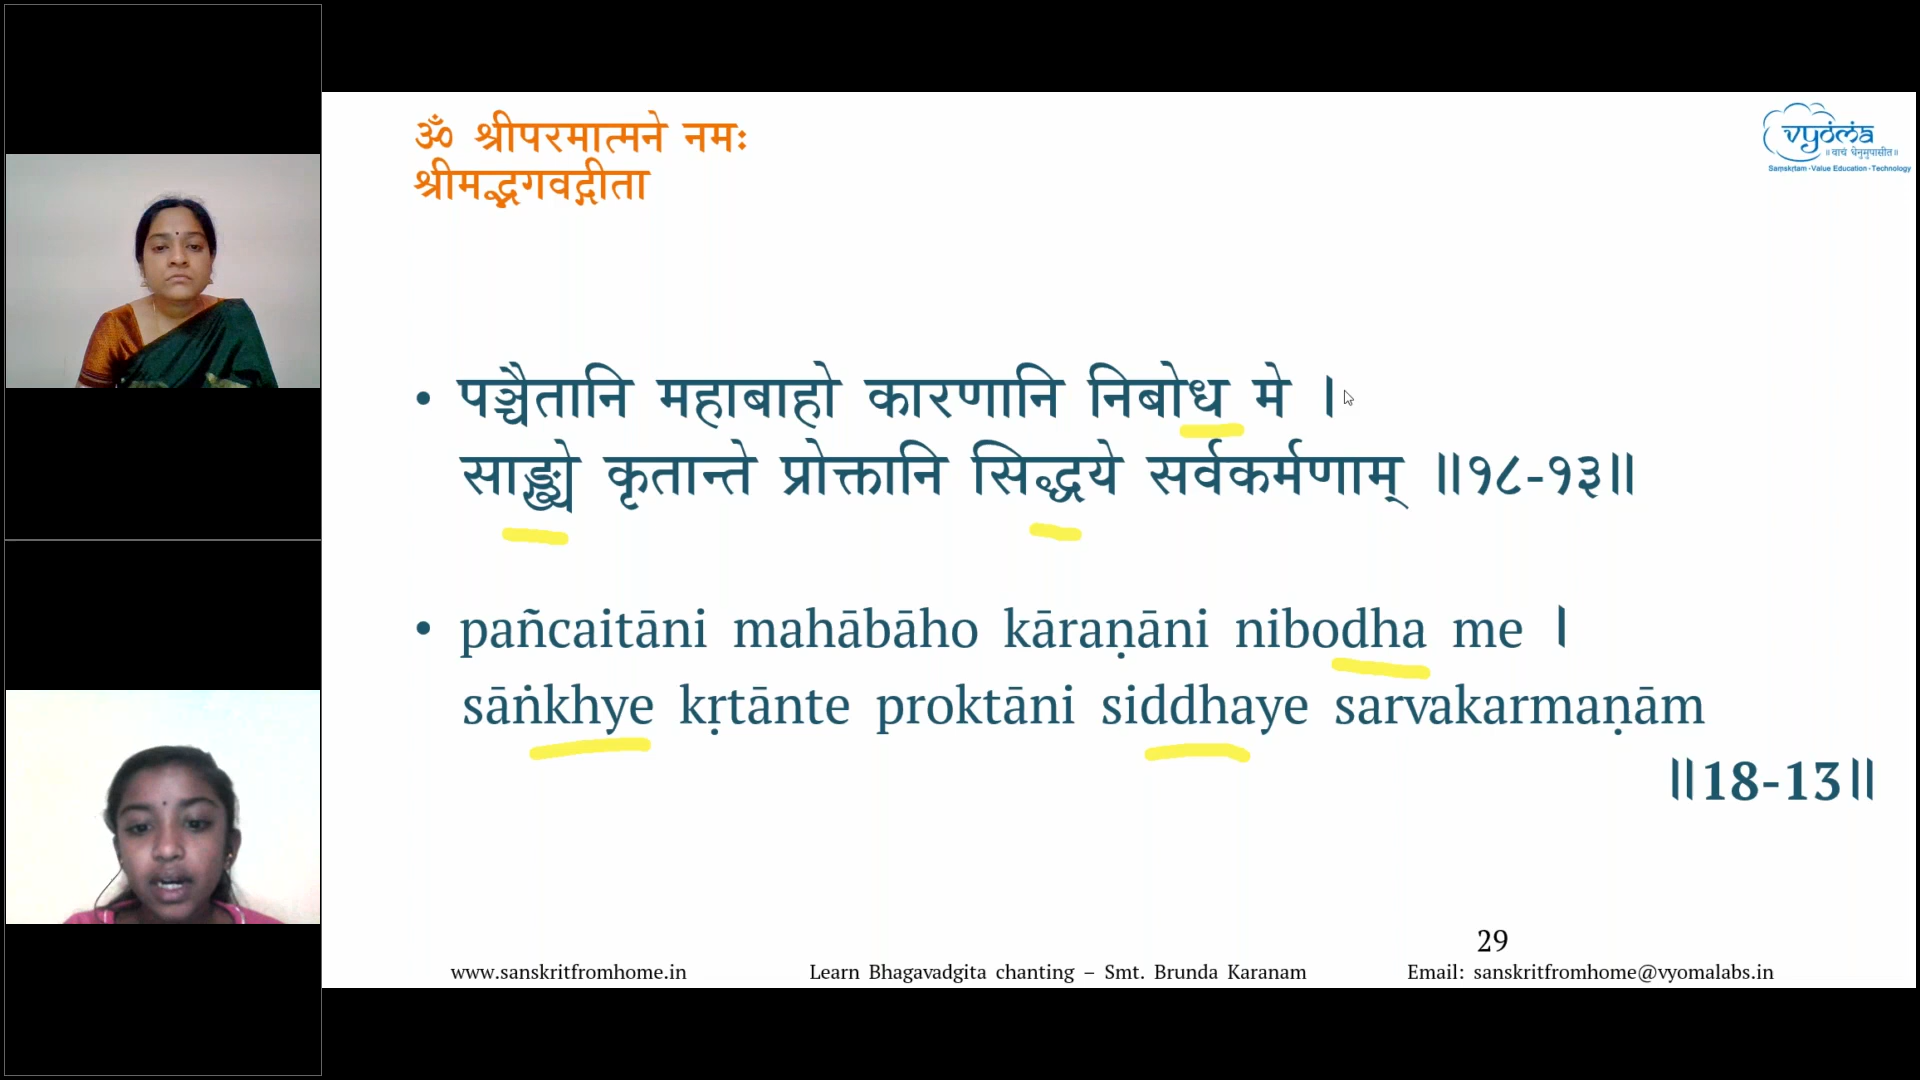 ॐ श्रीपरमात्मने नमः
श्रीमद्भगवद्गीता
vyoma
॥ वाचं धेनुमुपासीत॥
Saṃskṛtam - Value Education - Technology
• पञ्चैतानि महाबाहो कारणानि निबोध मे ।
साङ्ख्ये कृतान्ते प्रोक्तानि सिद्धये सर्वकर्मणाम् ॥१८-१३॥
• pañcaitāni mahābāho kāraṇāni nibodha me ।
sāṅkhye kṛtānte proktāni siddhaye sarvakarmaṇām
॥18-13॥
29
www.sanskritfromhome.in Learn Bhagavadgita chanting – Smt. Brunda Karanam Email: sanskritfromhome@vyomalabs.in